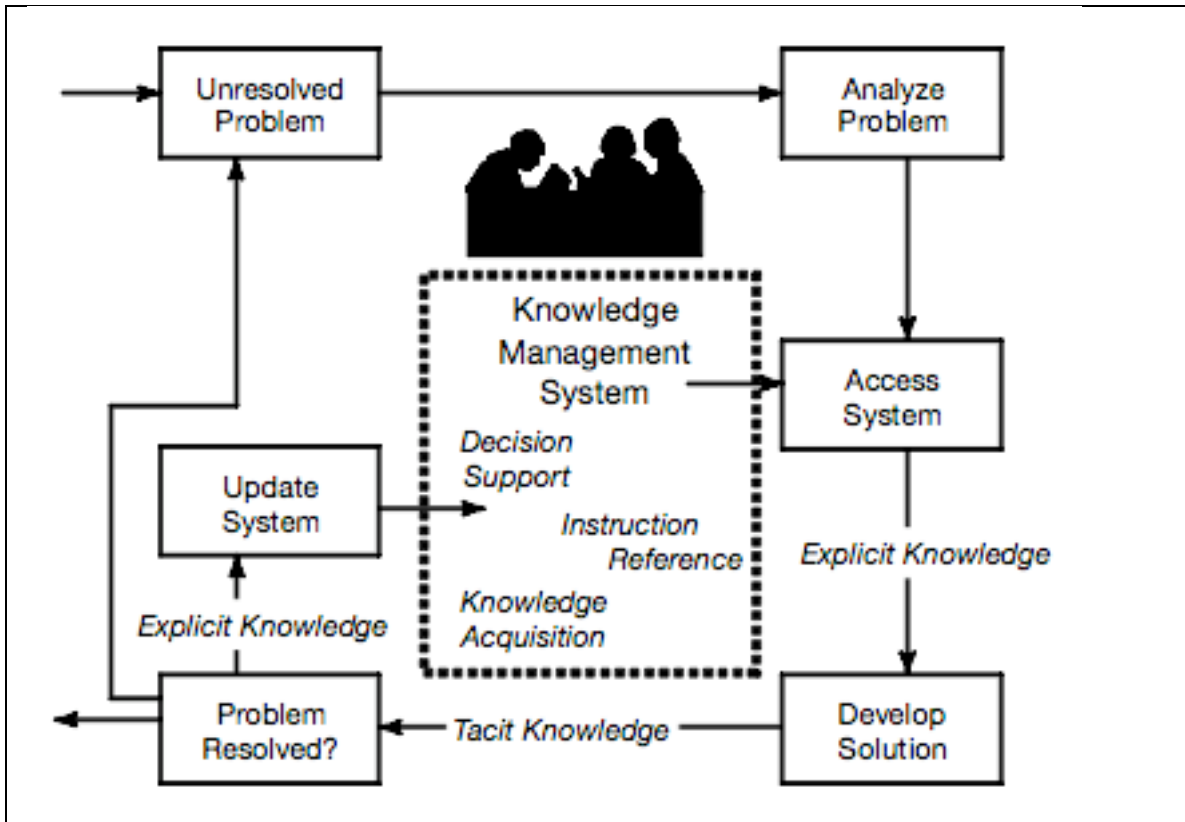 Unresolved
Problem
Analyze
Problem
Knowledge
Management
System
Access
System
Decision
Support
Update
System
Instruction
Reference
Explicit Knowledge
Knowledge
Acquisition
Explicit Knowledge
Problem
Resolved?
Tacit Knowledge
Develop
Solution